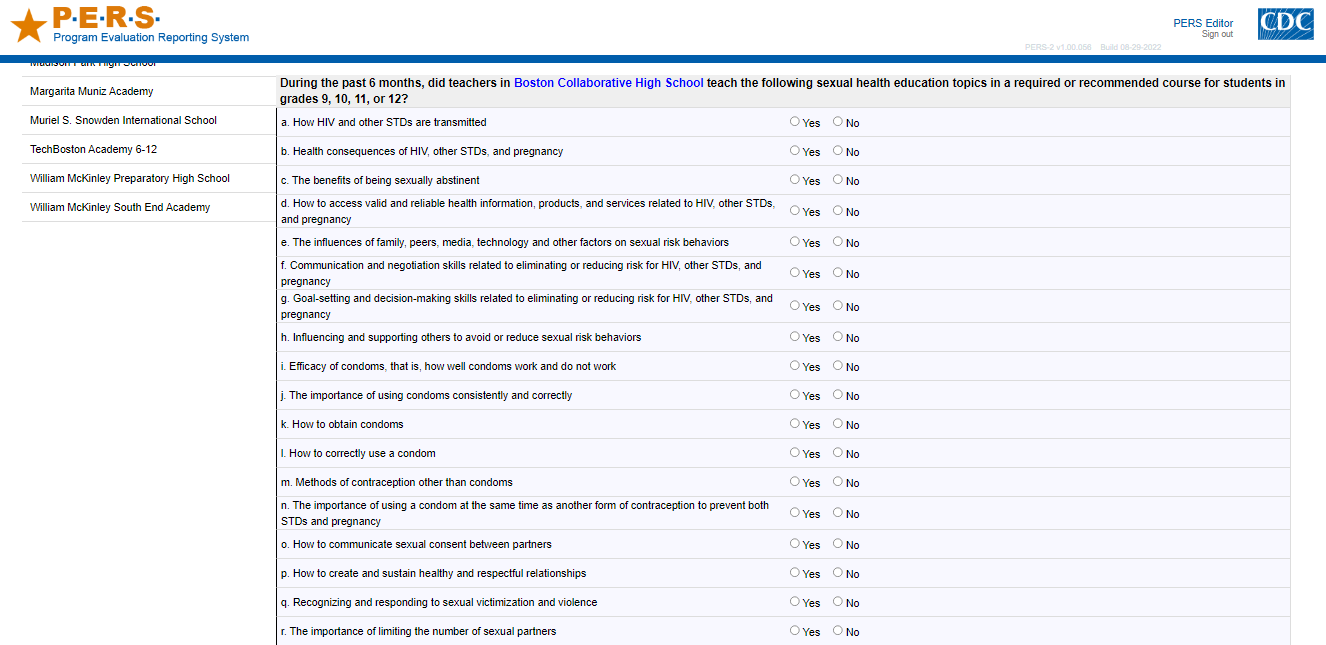 P·E·R·S·
Program Evaluation Reporting System
PERS Editor
Sign out
CDC
PERS-2 v1.00.056 Build 08-29-2022
Madison Park High School
Margarita Muniz Academy
Muriel S. Snowden International School
TechBoston Academy 6-12
William McKinley Preparatory High School
William McKinley South End Academy
During the past 6 months, did teachers in Boston Collaborative High School teach the following sexual health education topics in a required or recommended course for students in
grades 9, 10, 11, or 12?
a. How HIV and other STDs are transmitted Yes No
b. Health consequences of HIV, other STDs, and pregnancy Yes No
c. The benefits of being sexually abstinent Yes No
d. How to access valid and reliable health information, products, and services related to HIV, other STDs,
and pregnancy Yes No
e. The influences of family, peers, media, technology and other factors on sexual risk behaviors Yes No
f. Communication and negotiation skills related to eliminating or reducing risk for HIV, other STDs, and
pregnancy Yes No
g. Goal-setting and decision-making skills related to eliminating or reducing risk for HIV, other STDs, and
pregnancy Yes No
h. Influencing and supporting others to avoid or reduce sexual risk behaviors Yes No
i. Efficacy of condoms, that is, how well condoms work and do not work Yes No
j. The importance of using condoms consistently and correctly Yes No
k. How to obtain condoms Yes No
l. How to correctly use a condom Yes No
m. Methods of contraception other than condoms Yes No
n. The importance of using a condom at the same time as another form of contraception to prevent both
STDs and pregnancy Yes No
o. How to communicate sexual consent between partners Yes No
p. How to create and sustain healthy and respectful relationships Yes No
q. Recognizing and responding to sexual victimization and violence Yes No
r. The importance of limiting the number of sexual partners Yes No